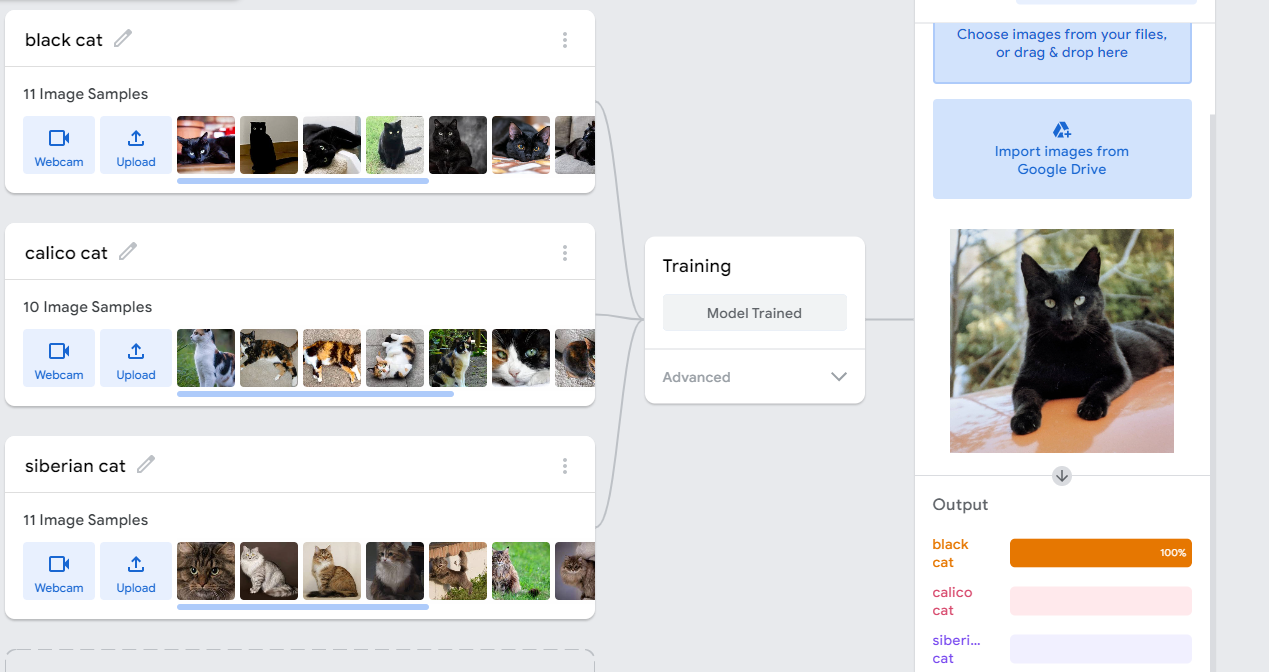 black cat
11 Image Samples
Webcam
Upload
calico cat
10 Image Samples
Webcam
Upload
siberian cat
11 Image Samples
Webcam
Upload
Training
Model Trained
Advanced
Choose images from your files,
or drag & drop here
Import images from
Google Drive
Output
black
cat
100%
calico
cat
siberi...
cat